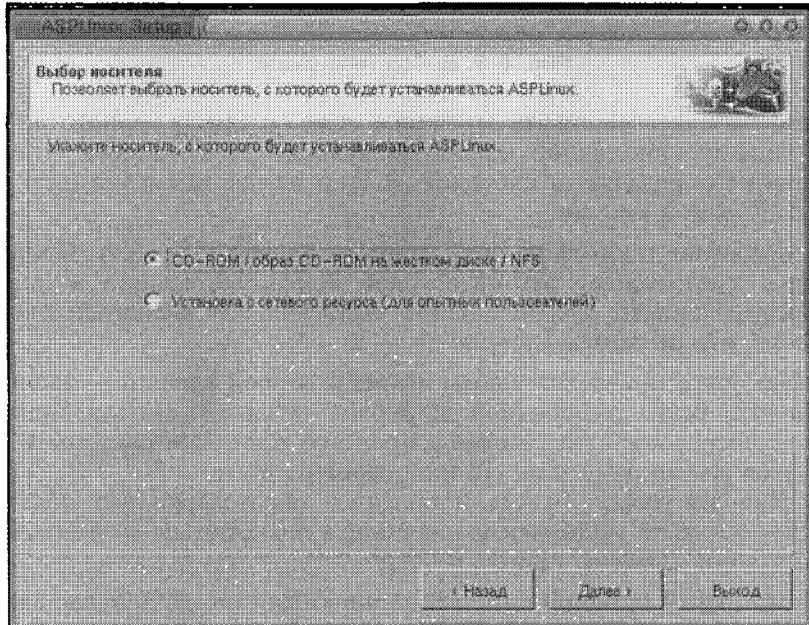 ASPLinux Setup
Выбор носителя
Позволяет выбрать носитель, с которого будет устанавливаться ASPLinux.
Укажите носитель, с которого будет устанавливаться ASPLinux.
CD-ROM / образ CD-ROM на жестком диске / NFS
Установка с сетевого ресурса (для опытных пользователей)
< Назад Далее > Выход